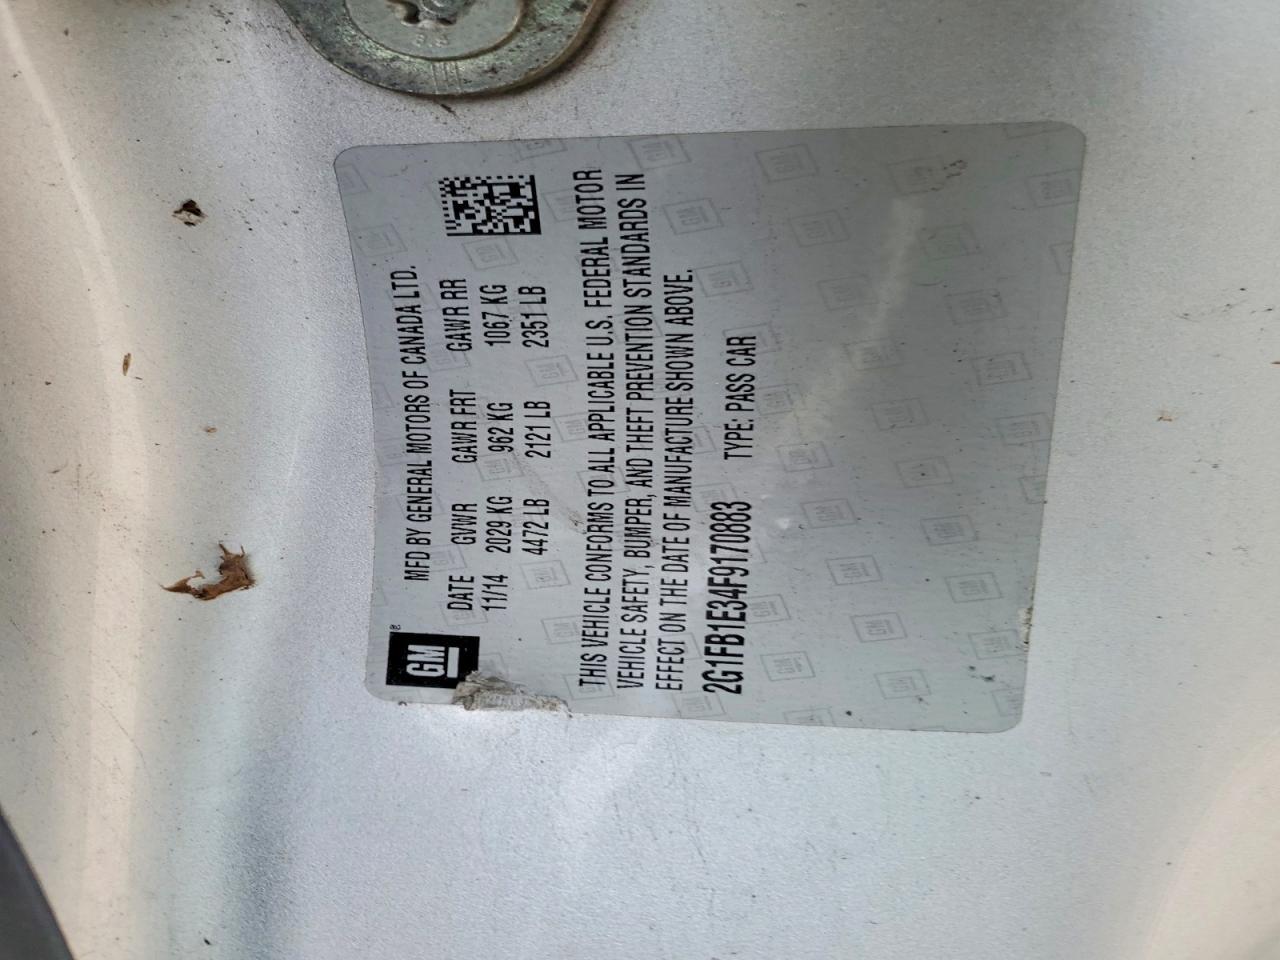 GM ®
MFD BY GENERAL MOTORS OF CANADA LTD.
DATE GVWR GAWR FRT GAWR RR
11/14 2029 KG 962 KG 1067 KG
4472 LB 2121 LB 2351 LB
THIS VEHICLE CONFORMS TO ALL APPLICABLE U.S. FEDERAL MOTOR
VEHICLE SAFETY, BUMPER, AND THEFT PREVENTION STANDARDS IN
EFFECT ON THE DATE OF MANUFACTURE SHOWN ABOVE.
2G1FB1E34F9170883 TYPE: PASS CAR